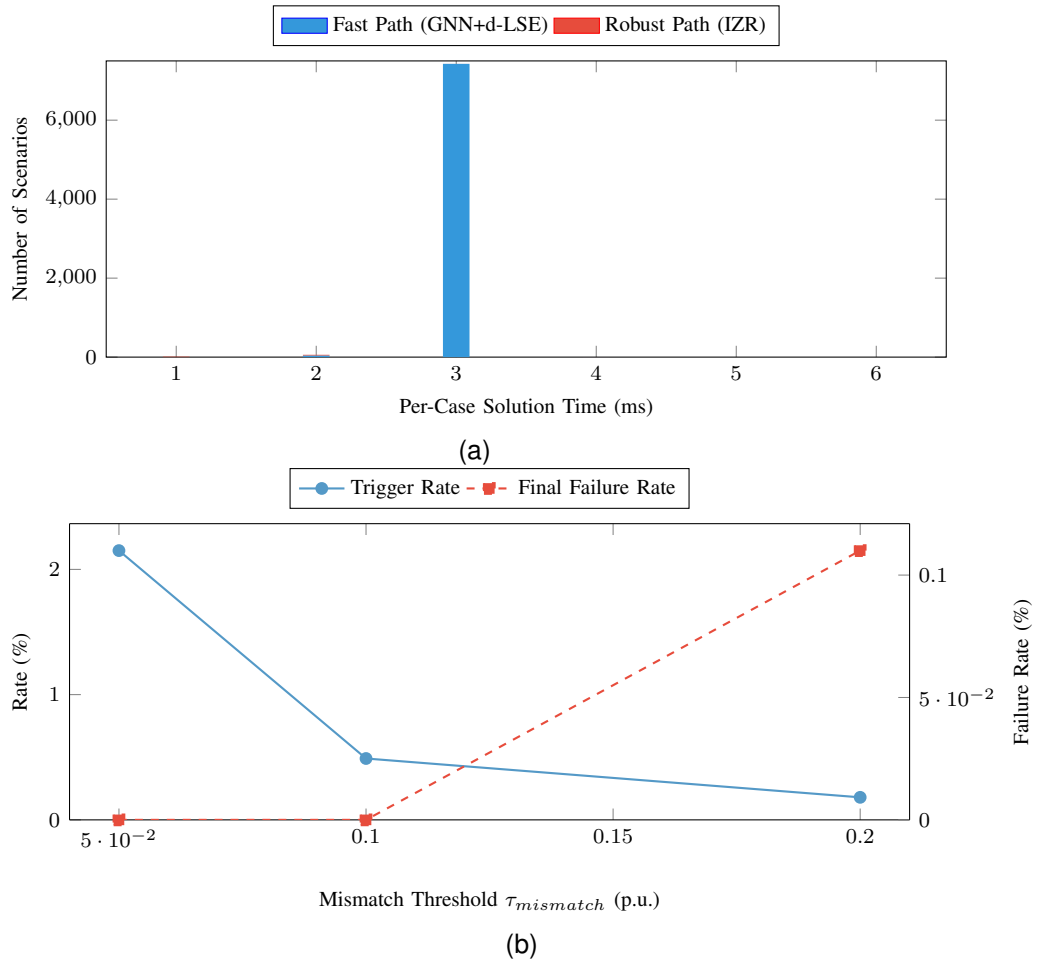 Fast Path (GNN+d-LSE) Robust Path (IZR)
6,000
4,000
2,000
0
Number of Scenarios
1 2 3 4 5 6
Per-Case Solution Time (ms)
(a)
Trigger Rate Final Failure Rate
2
1
0
Rate (%)
0.1
5 · 10⁻²
0
Failure Rate (%)
5 · 10⁻² 0.1 0.15 0.2
Mismatch Threshold τ_mismatch (p.u.)
(b)